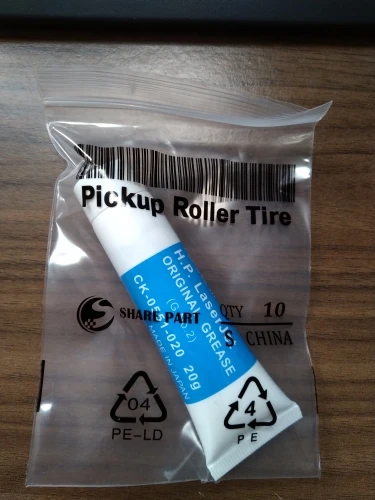 Pickup Roller Tire
H.P. LaserJet
ORIGINAL GREASE
CK-0551-020 20g
MADE IN JAPAN
SHARE PART
QTY 10
S CHINA
04
PE-LD
4
PE